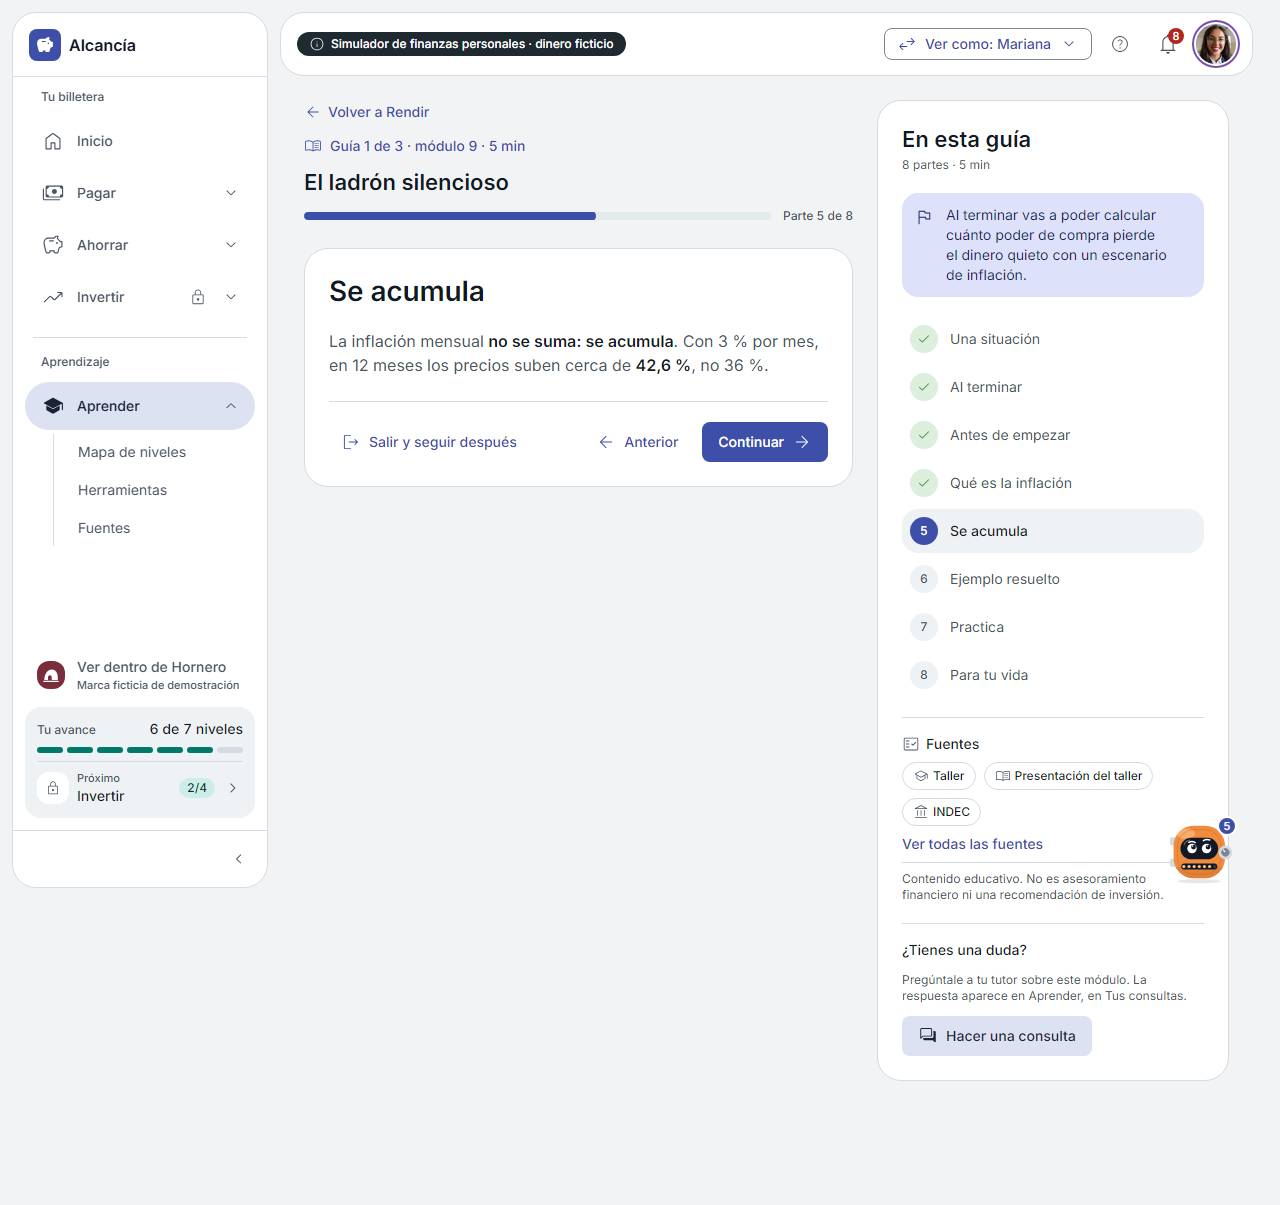 Alcancía
Tu billetera
Inicio
Pagar
Ahorrar
Invertir
Aprendizaje
Aprender
Mapa de niveles
Herramientas
Fuentes
Ver dentro de Hornero
Marca ficticia de demostración
Tu avance
6 de 7 niveles
Próximo
Invertir
2/4
Simulador de finanzas personales · dinero ficticio
Ver como: Mariana
8
Volver a Rendir
Guía 1 de 3 · módulo 9 · 5 min
El ladrón silencioso
Parte 5 de 8
Se acumula
La inflación mensual no se suma: se acumula. Con 3 % por mes,
en 12 meses los precios suben cerca de 42,6 %, no 36 %.
Salir y seguir después
Anterior
Continuar
En esta guía
8 partes · 5 min
Al terminar vas a poder calcular
cuánto poder de compra pierde
el dinero quieto con un escenario
de inflación.
Una situación
Al terminar
Antes de empezar
Qué es la inflación
5 Se acumula
6 Ejemplo resuelto
7 Practica
8 Para tu vida
Fuentes
Taller
Presentación del taller
INDEC
Ver todas las fuentes
5
Contenido educativo. No es asesoramiento
financiero ni una recomendación de inversión.
¿Tienes una duda?
Pregúntale a tu tutor sobre este módulo. La
respuesta aparece en Aprender, en Tus consultas.
Hacer una consulta